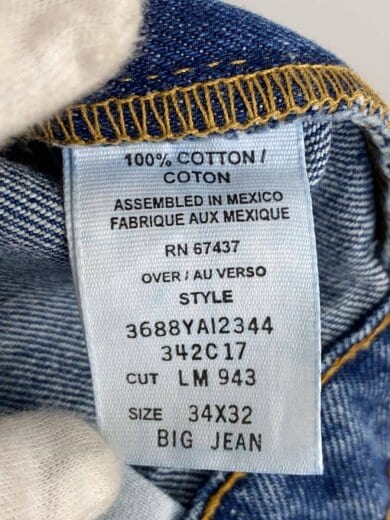 100% COTTON /
COTON
ASSEMBLED IN MEXICO
FABRIQUE AUX MEXIQUE
RN 67437
OVER / AU VERSO
STYLE
3688YAI2344
342C17
CUT LM 943
SIZE 34X32
BIG JEAN